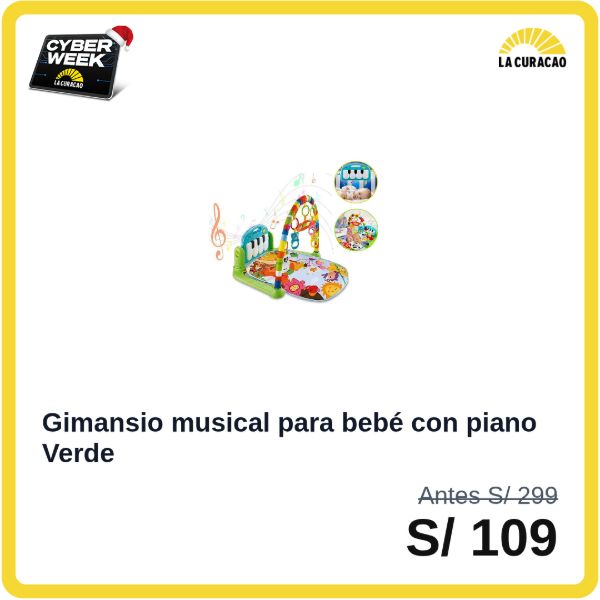 CYBER
WEEK
LA CURACAO
LA CURACAO
Gimansio musical para bebé con piano
Verde
Antes S/ 299
S/ 109